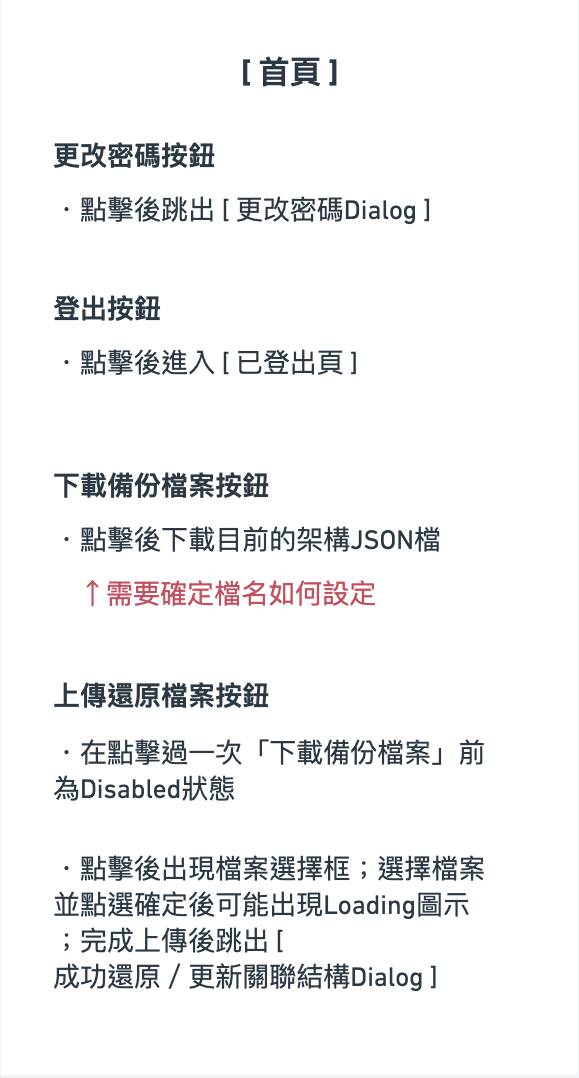 [ 首頁 ]
更改密碼按鈕
・點擊後跳出 [ 更改密碼Dialog ]
登出按鈕
・點擊後進入 [ 已登出頁 ]
下載備份檔案按鈕
・點擊後下載目前的架構JSON檔
↑需要確定檔名如何設定
上傳還原檔案按鈕
・在點擊過一次「下載備份檔案」前
為Disabled狀態
・點擊後出現檔案選擇框；選擇檔案
並點選確定後可能出現Loading圖示
；完成上傳後跳出 [
成功還原 / 更新關聯結構Dialog ]